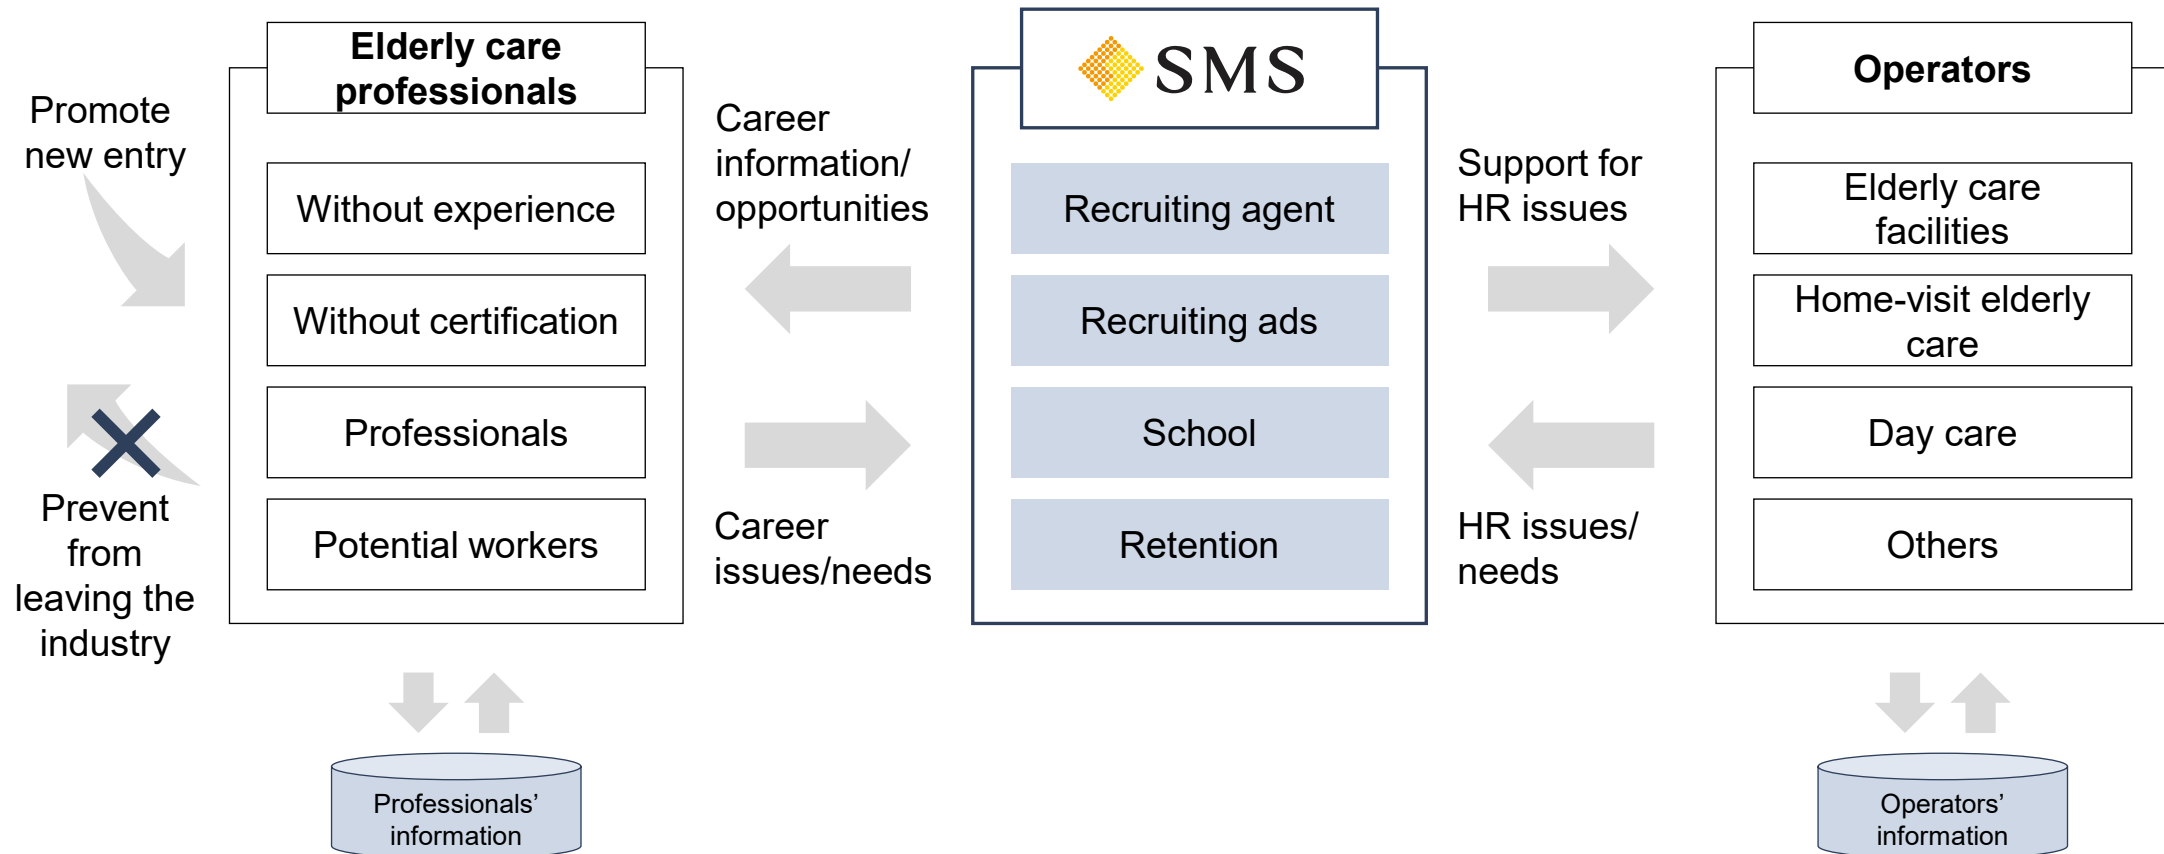 Promote
new entry
Prevent
from
leaving the
industry
Elderly care
professionals
Without experience
Without certification
Professionals
Potential workers
Professionals’
information
Career
information/
opportunities
Career
issues/needs
SMS
Recruiting agent
Recruiting ads
School
Retention
Support for
HR issues
HR issues/
needs
Operators
Elderly care
facilities
Home-visit elderly
care
Day care
Others
Operators’
information